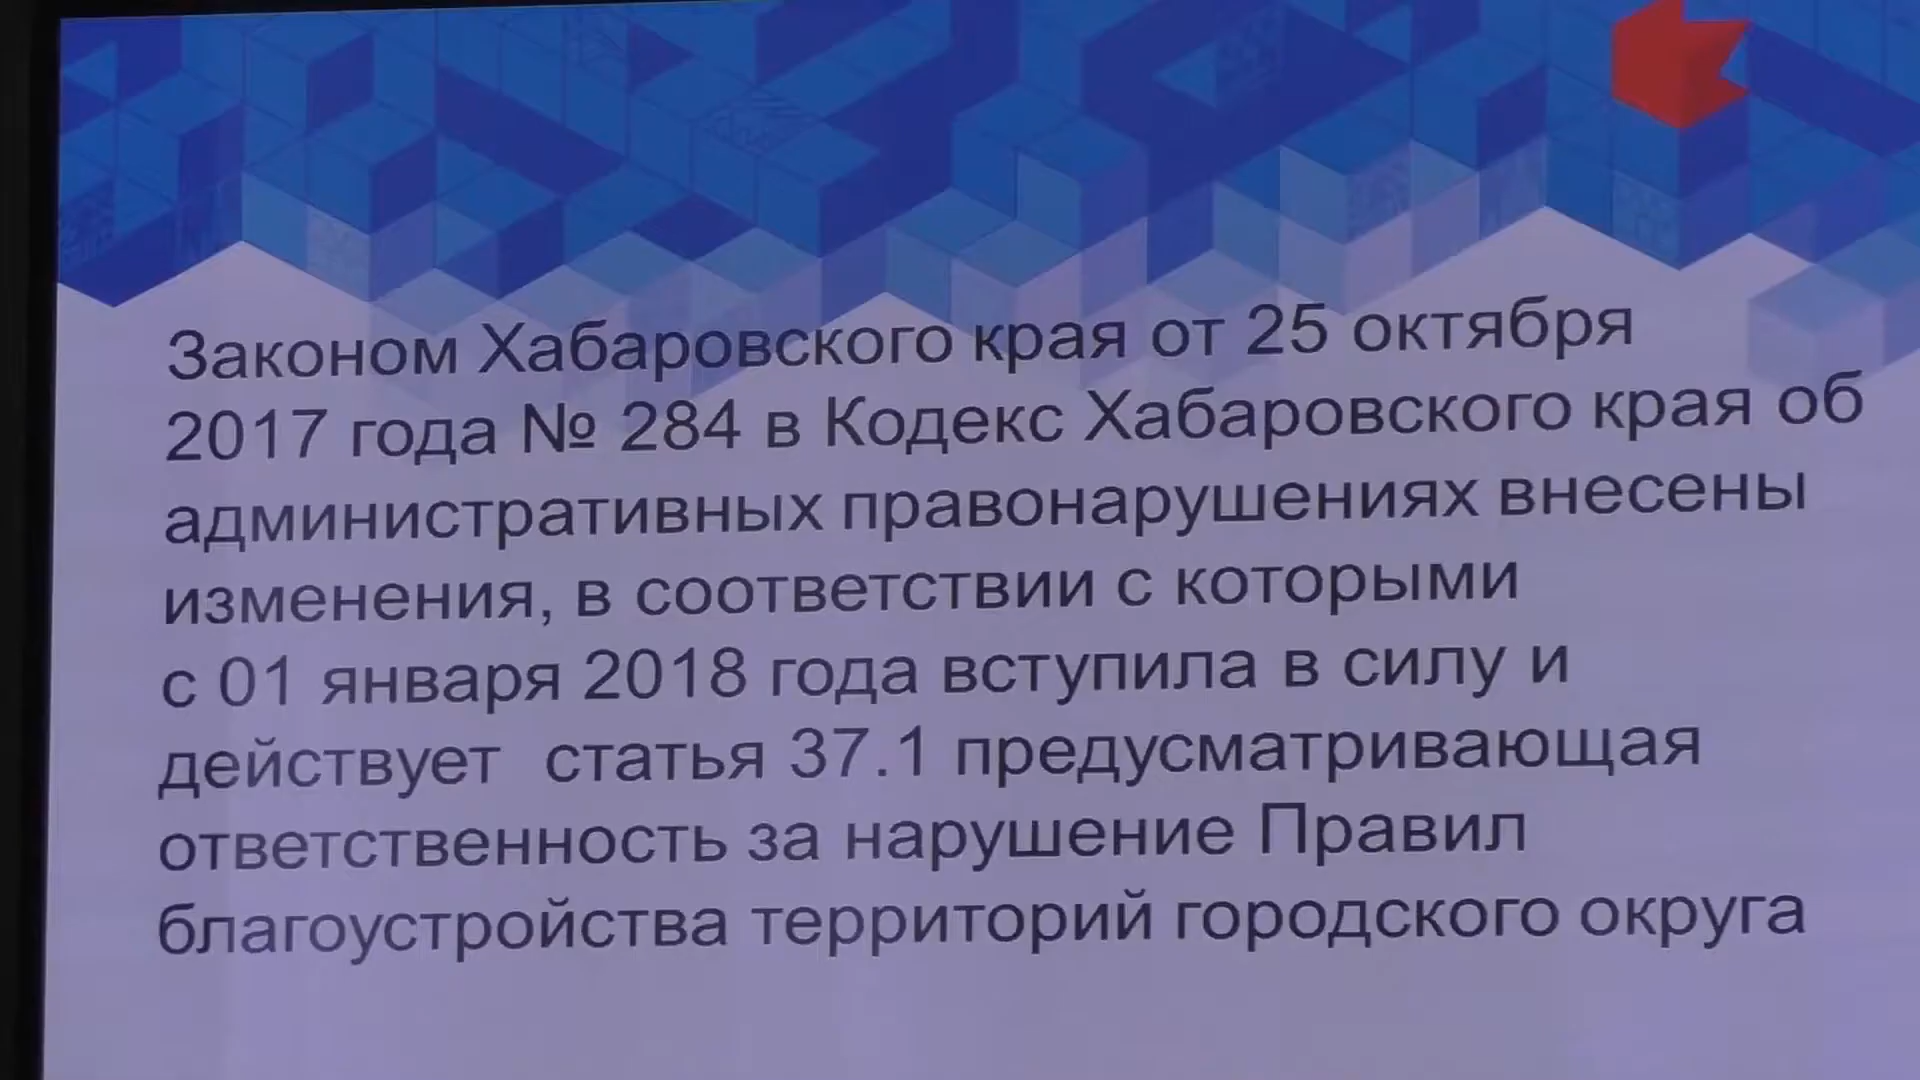 Законом Хабаровского края от 25 октября
2017 года № 284 в Кодекс Хабаровского края об
административных правонарушениях внесены
изменения, в соответствии с которыми
с 01 января 2018 года вступила в силу и
действует статья 37.1 предусматривающая
ответственность за нарушение Правил
благоустройства территорий городского округа